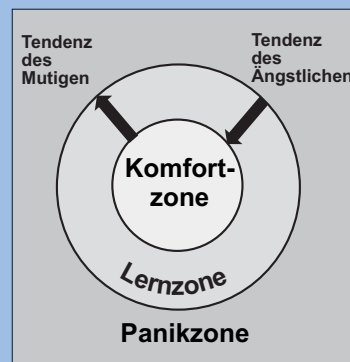 Tendenz
des
Mutigen
Tendenz
des
Ängstlichen
Komfort-
zone
Lernzone
Panikzone